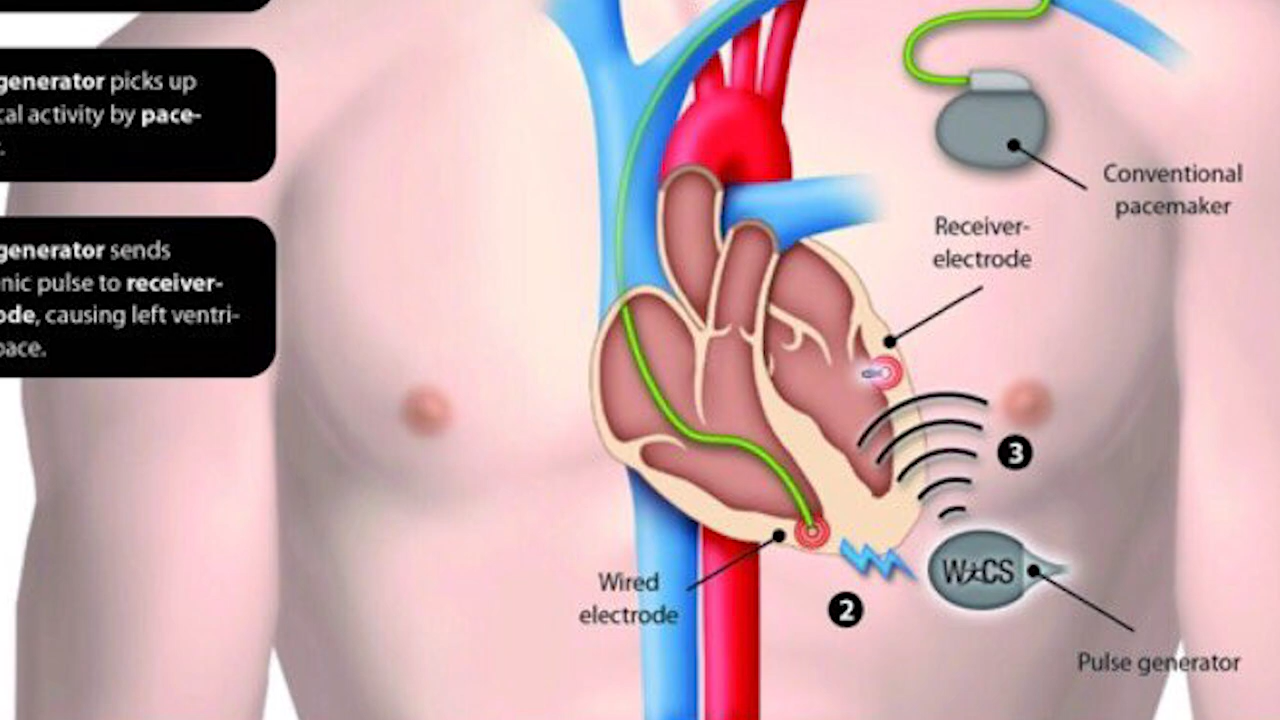 generator picks up
cal activity by pace-
generator sends
nic pulse to receiver-
ode, causing left ventri-
pace.
Conventional
pacemaker
Receiver-
electrode
3
WiCS
Wired
electrode
2
Pulse generator